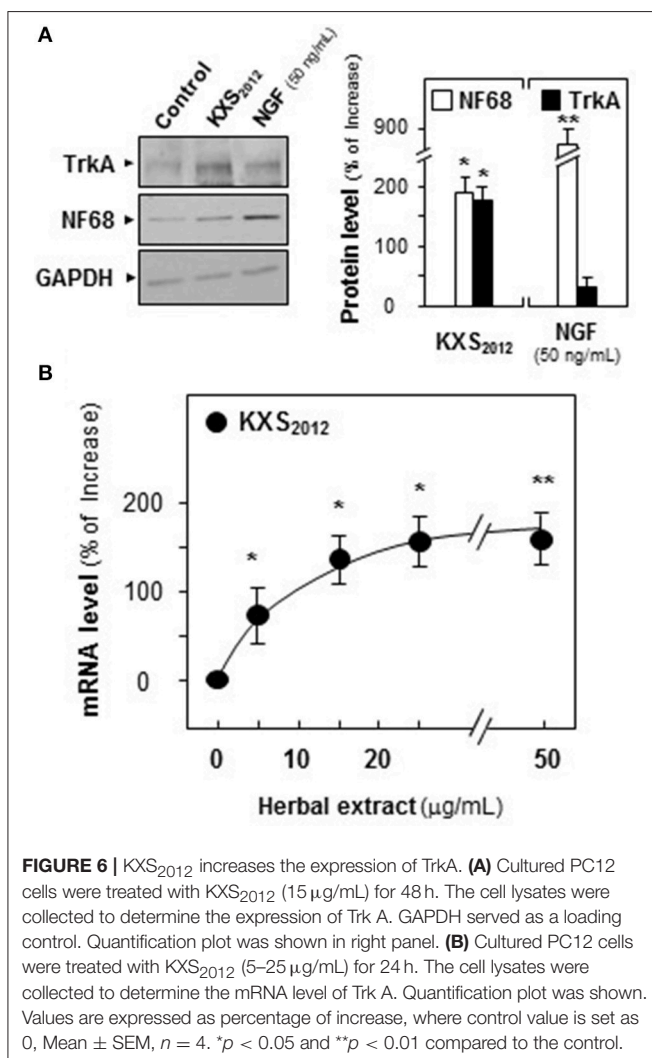 A
Control
KXS2012
NGF (50 ng/mL)
TrkA
NF68
GAPDH
NF68 TrkA
Protein level (% of Increase)
900
200
100
0
**
* *
KXS2012
NGF
(50 ng/mL)
B
mRNA level (% of Increase)
KXS2012
200
100
0
* * * **
0 10 20 50
Herbal extract (μg/mL)
FIGURE 6 | KXS2012 increases the expression of TrkA. (A) Cultured PC12
cells were treated with KXS2012 (15 μg/mL) for 48 h. The cell lysates were
collected to determine the expression of Trk A. GAPDH served as a loading
control. Quantification plot was shown in right panel. (B) Cultured PC12 cells
were treated with KXS2012 (5–25 μg/mL) for 24 h. The cell lysates were
collected to determine the mRNA level of Trk A. Quantification plot was shown.
Values are expressed as percentage of increase, where control value is set as
0, Mean ± SEM, n = 4. *p < 0.05 and **p < 0.01 compared to the control.